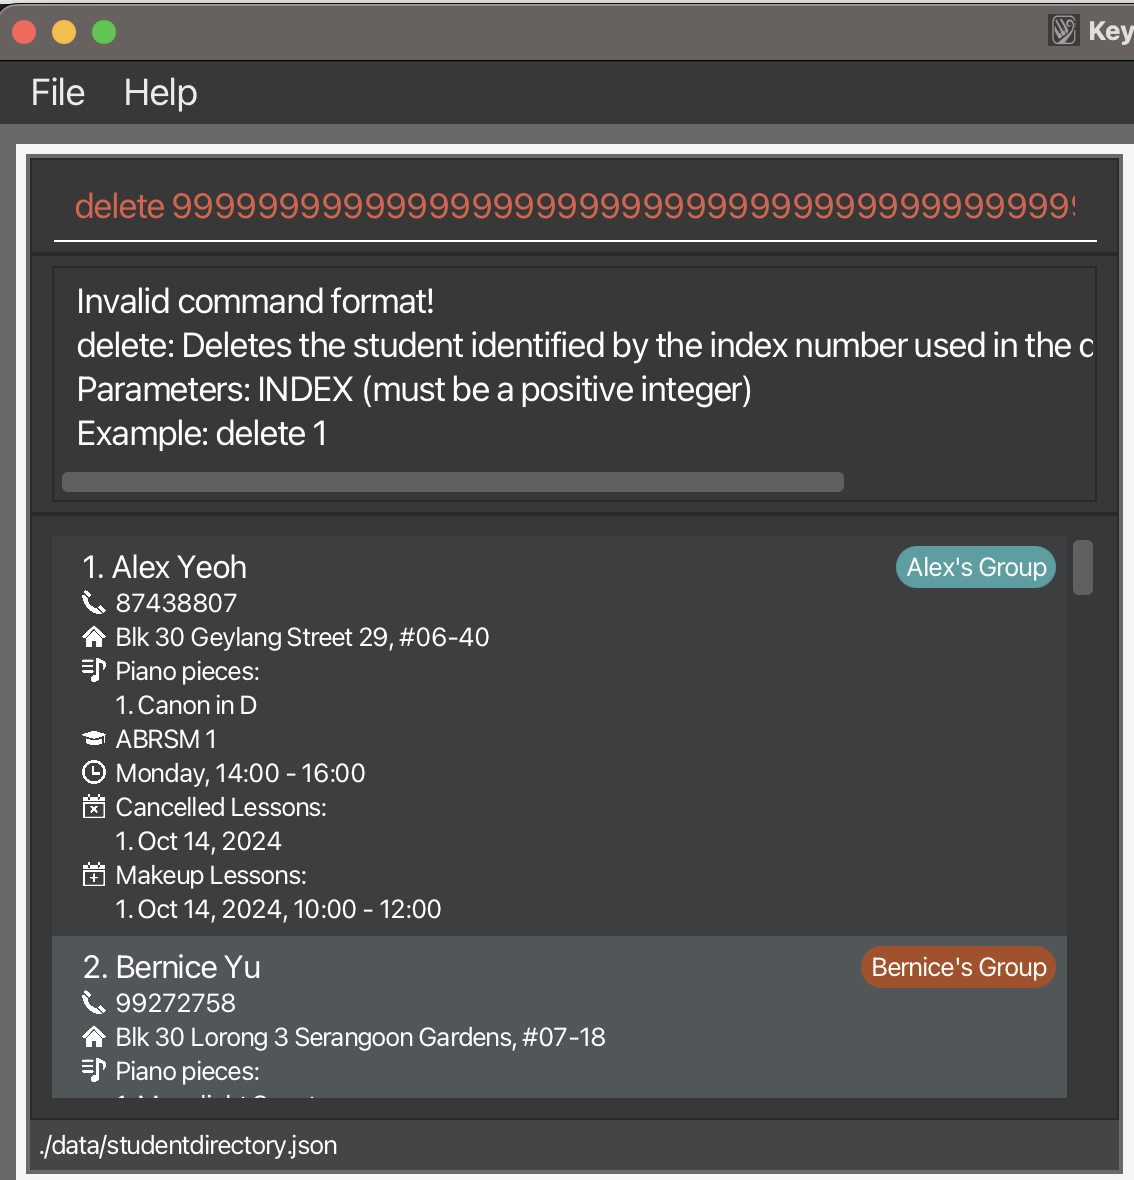 Key
File Help
delete 999999999999999999999999999999999999999999
Invalid command format!
delete: Deletes the student identified by the index number used in the
Parameters: INDEX (must be a positive integer)
Example: delete 1
1. Alex Yeoh
Alex's Group
87438807
Blk 30 Geylang Street 29, #06-40
Piano pieces:
1. Canon in D
ABRSM 1
Monday, 14:00 - 16:00
Cancelled Lessons:
1. Oct 14, 2024
Makeup Lessons:
1. Oct 14, 2024, 10:00 - 12:00
2. Bernice Yu
Bernice's Group
99272758
Blk 30 Lorong 3 Serangoon Gardens, #07-18
Piano pieces:
./data/studentdirectory.json